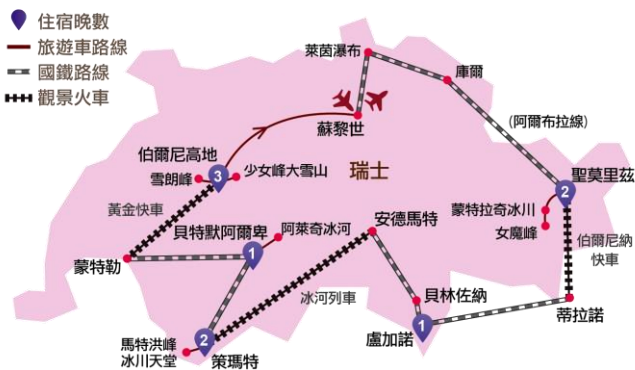 住宿晚數
旅遊車路線
國鐵路線
觀景火車
萊茵瀑布
庫爾
蘇黎世
(阿爾布拉線)
伯爾尼高地
3
雪朗峰
少女峰大雪山
瑞士
聖莫里茲
2
黃金快車
蒙特拉奇冰川
女魔峰
貝特默阿爾卑
阿萊奇冰河
1
安德馬特
伯爾尼納
快車
蒙特勒
冰河列車
貝林佐納
蒂拉諾
馬特洪峰
冰川天堂
2
策瑪特
盧加諾
1